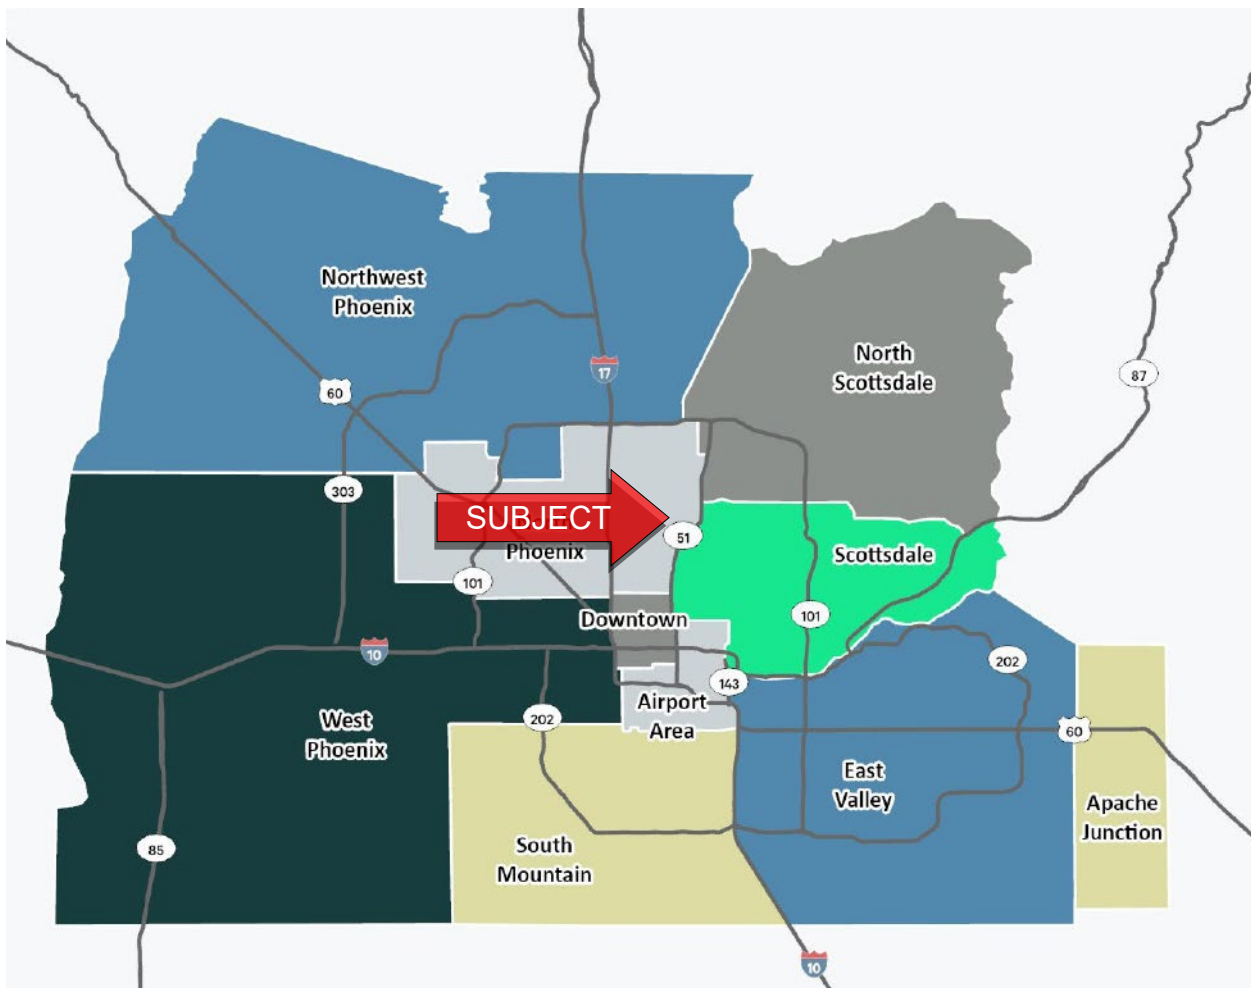 Northwest
Phoenix
North
Scottsdale
17
60
87
303
SUBJECT
51
Phoenix
Scottsdale
101
Downtown
101
10
202
143
Airport
Area
202
60
West
Phoenix
East
Valley
Apache
Junction
85
South
Mountain
10